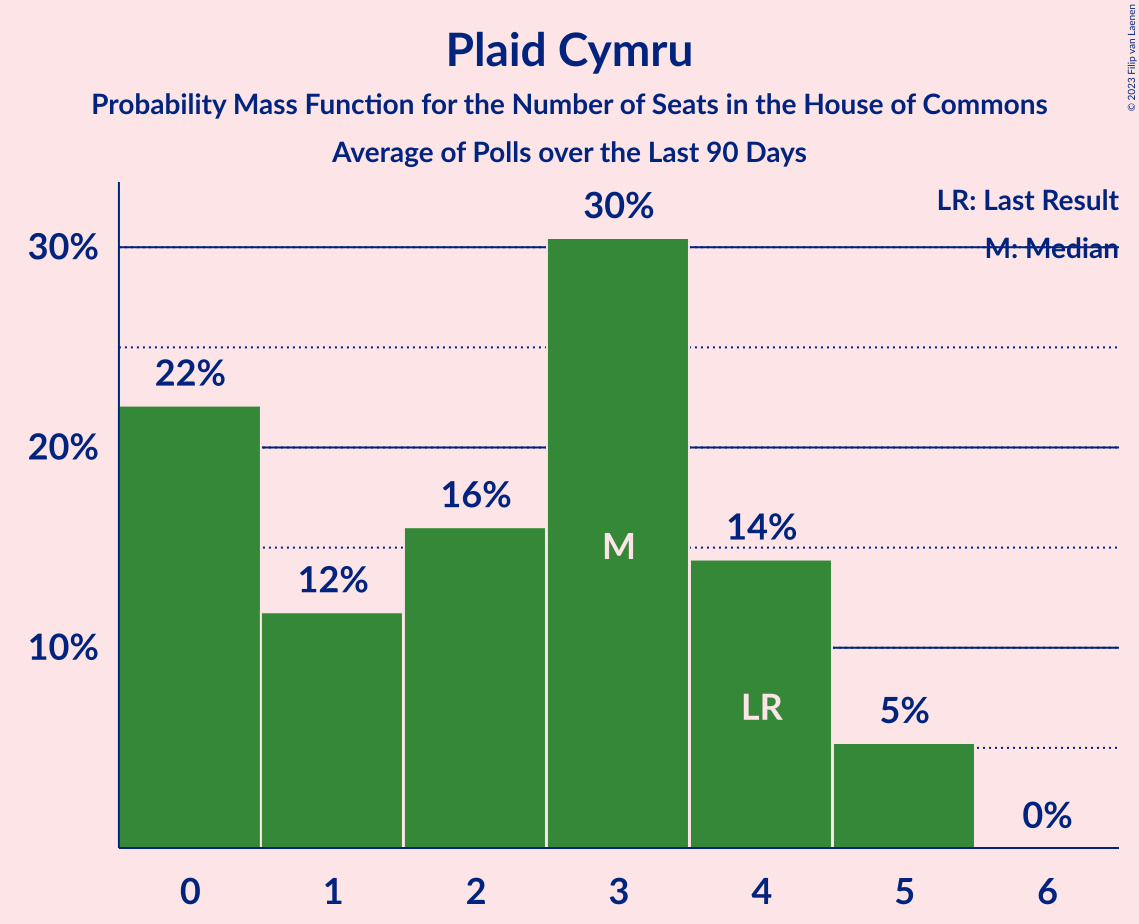 Plaid Cymru
Probability Mass Function for the Number of Seats in the House of Commons
Average of Polls over the Last 90 Days
© 2023 Filip van Laenen
LR: Last Result
M: Median
30%
20%
10%
22%
12%
16%
30%
14%
5%
0%
M
LR
0 1 2 3 4 5 6